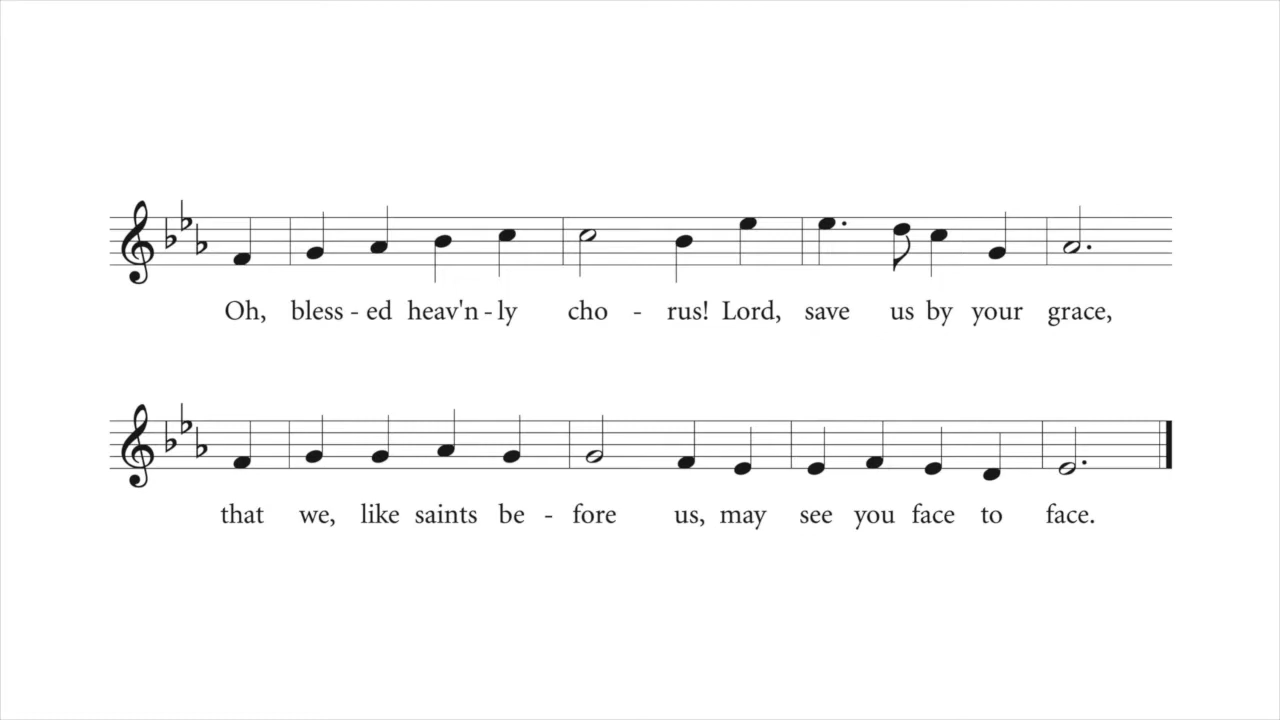 Oh, bless - ed heav'n - ly cho - rus! Lord, save us by your grace,
that we, like saints be - fore us, may see you face to face.